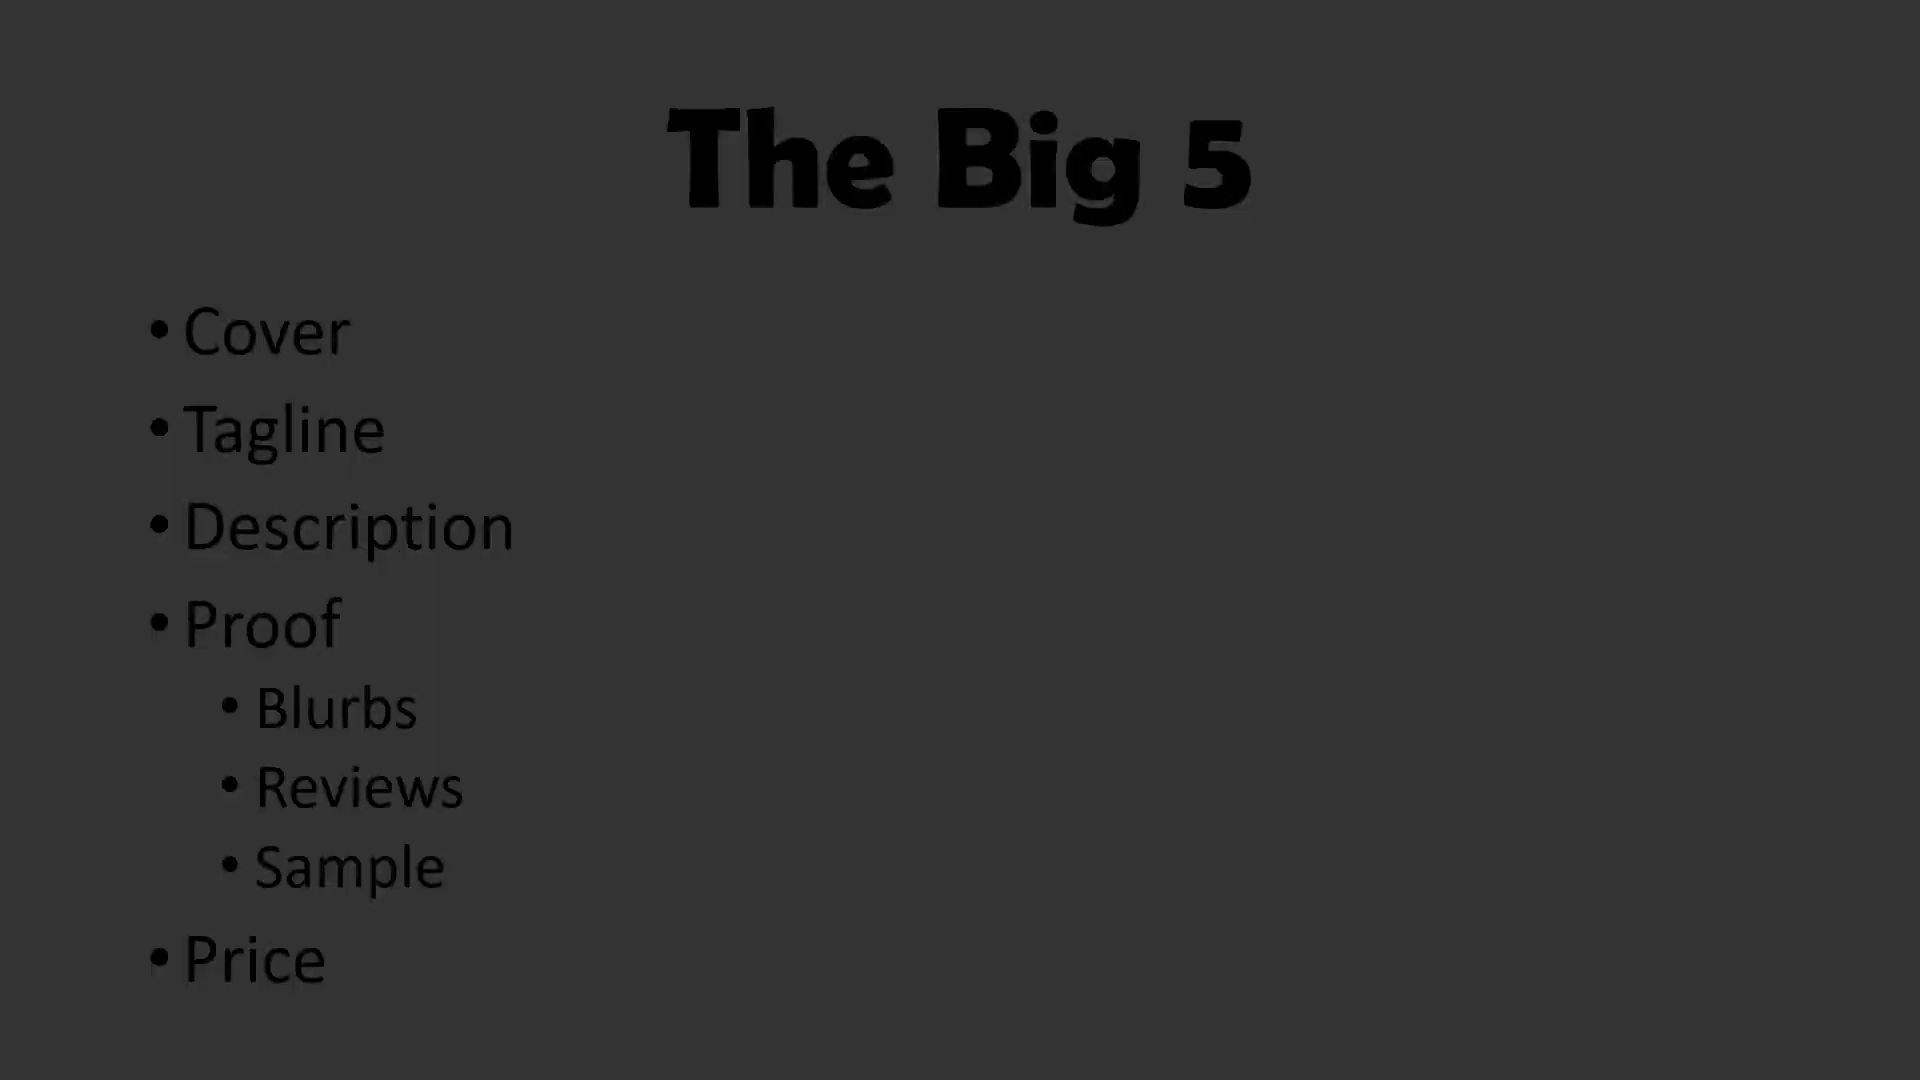 The Big 5
• Cover
• Tagline
• Description
• Proof
• Blurbs
• Reviews
• Sample
• Price